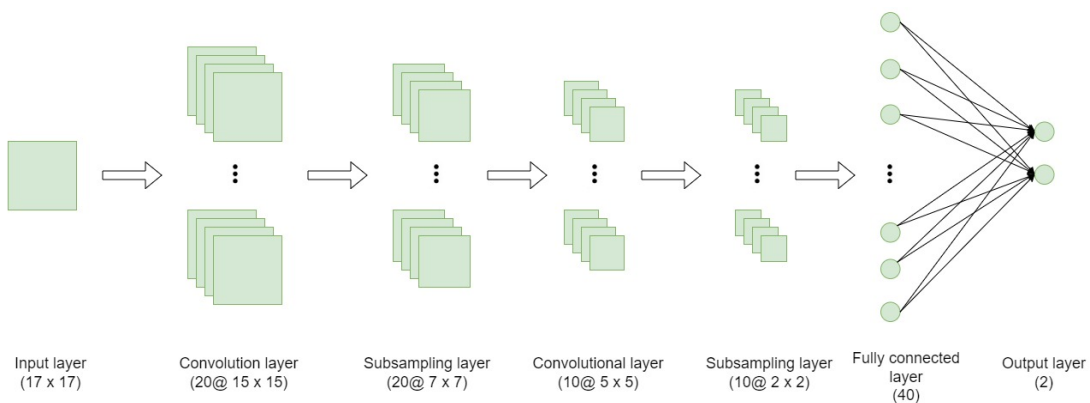 Input layer
(17 x 17)
Convolution layer
(20@ 15 x 15)
Subsampling layer
(20@ 7 x 7)
Convolutional layer
(10@ 5 x 5)
Subsampling layer
(10@ 2 x 2)
Fully connected
layer
(40)
Output layer
(2)